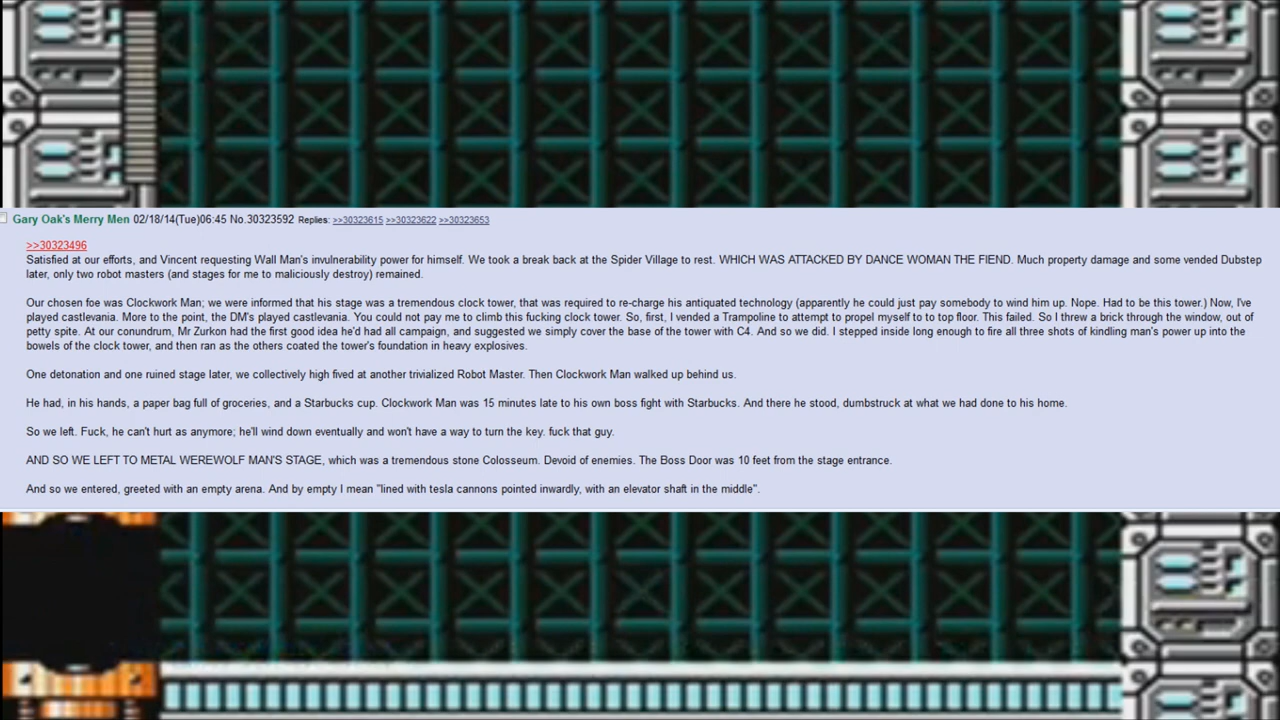 Gary Oak's Merry Men 02/18/14(Tue)06:45 No.30323592 Replies: >>30323615 >>30323622 >>30323653
>>30323496
Satisfied at our efforts, and Vincent requesting Wall Man's invulnerability power for himself. We took a break back at the Spider Village to rest. WHICH WAS ATTACKED BY DANCE WOMAN THE FIEND. Much property damage and some vended Dubstep
later, only two robot masters (and stages for me to maliciously destroy) remained.
Our chosen foe was Clockwork Man; we were informed that his stage was a tremendous clock tower, that was required to re-charge his antiquated technology (apparently he could just pay somebody to wind him up. Nope. Had to be this tower.) Now, I've
played castlevania. More to the point, the DM's played castlevania. You could not pay me to climb this fucking clock tower. So, first, I vended a Trampoline to attempt to propel myself to to top floor. This failed. So I threw a brick through the window, out of
petty spite. At our conundrum, Mr Zurkon had the first good idea he'd had all campaign, and suggested we simply cover the base of the tower with C4. And so we did. I stepped inside long enough to fire all three shots of kindling man's power up into the
bowels of the clock tower, and then ran as the others coated the tower's foundation in heavy explosives.
One detonation and one ruined stage later, we collectively high fived at another trivialized Robot Master. Then Clockwork Man walked up behind us.
He had, in his hands, a paper bag full of groceries, and a Starbucks cup. Clockwork Man was 15 minutes late to his own boss fight with Starbucks. And there he stood, dumbstruck at what we had done to his home.
So we left. Fuck, he can't hurt as anymore; he'll wind down eventually and won't have a way to turn the key. fuck that guy.
AND SO WE LEFT TO METAL WEREWOLF MAN'S STAGE, which was a tremendous stone Colosseum. Devoid of enemies. The Boss Door was 10 feet from the stage entrance.
And so we entered, greeted with an empty arena. And by empty I mean "lined with tesla cannons pointed inwardly, with an elevator shaft in the middle".